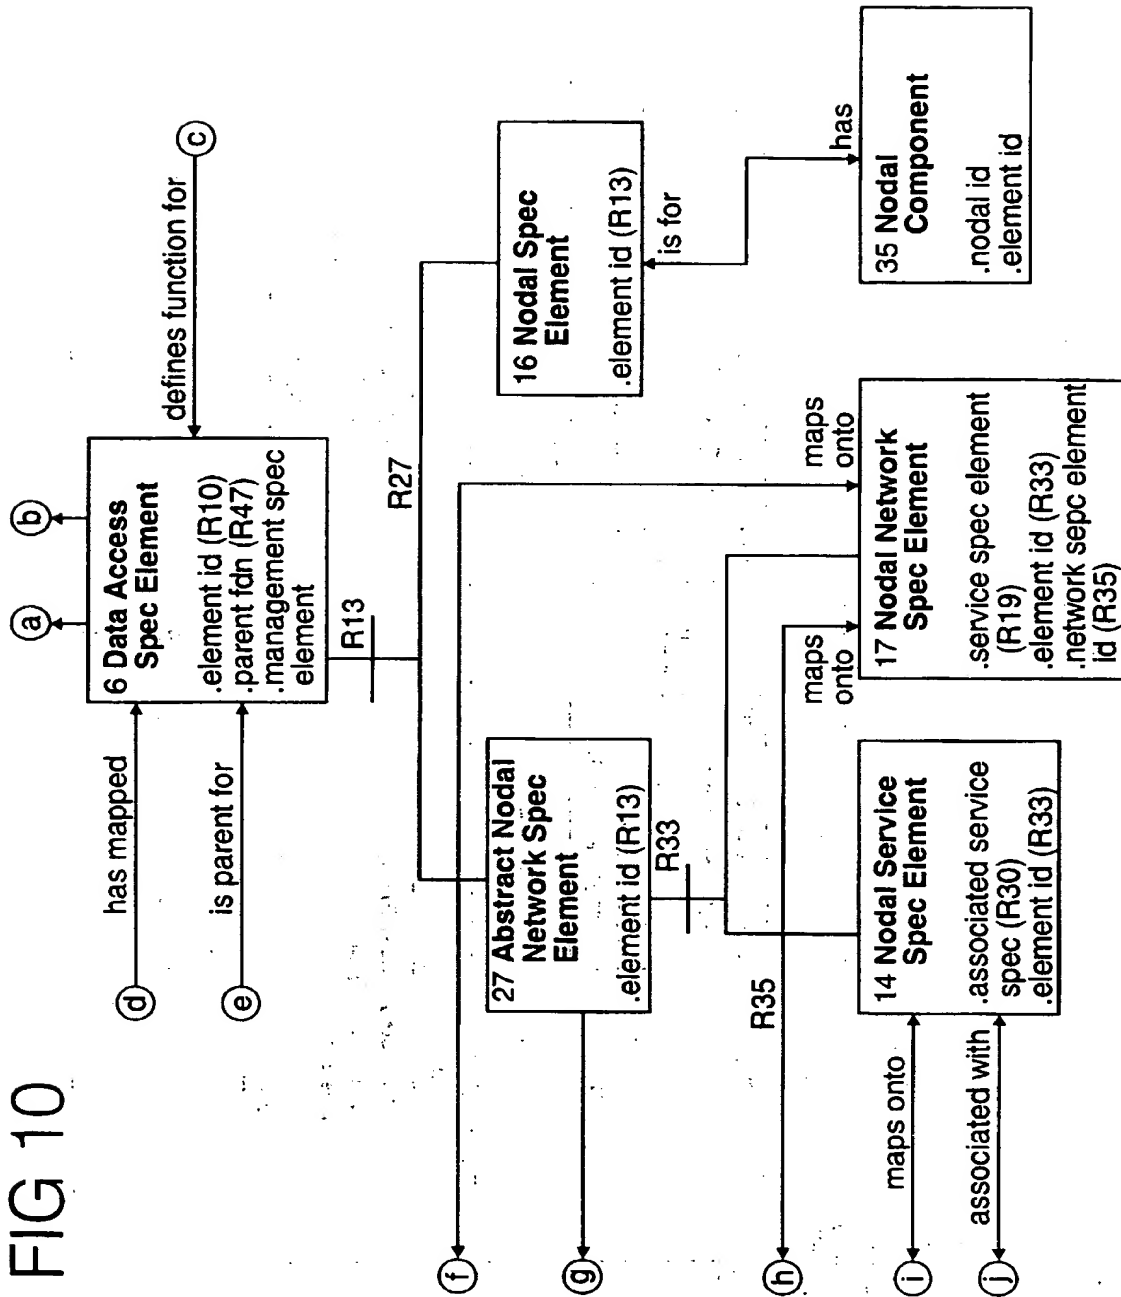 FIG 10
a
b
c
defines function for
d
has mapped
e
is parent for
6 Data Access
Spec Element
.element id (R10)
.parent fdn (R47)
.management spec
element
R13
R27
27 Abstract Nodal
Network Spec
Element
.element id (R13)
16 Nodal Spec
Element
.element id (R13)
is for
has
f
g
h
i
j
R33
R35
maps
onto
maps
onto
maps onto
associated with
14 Nodal Service
Spec Element
.associated service
spec (R30)
.element id (R33)
17 Nodal Network
Spec Element
.service spec element
(R19)
.element id (R33)
.network sepc element
id (R35)
35 Nodal
Component
.nodal id
.element id